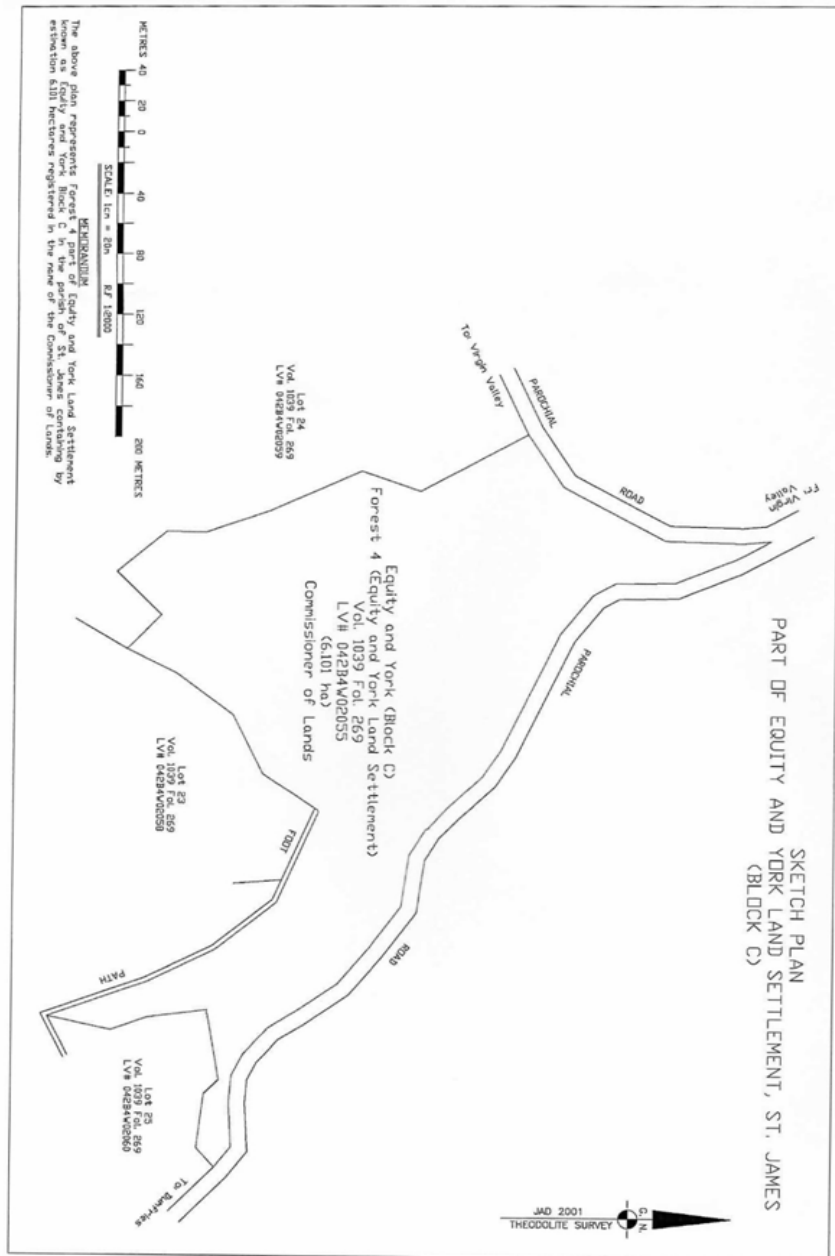 SKETCH PLAN
PART OF EQUITY AND YORK LAND SETTLEMENT, ST. JAMES
(BLOCK C)
G. N.
JAD 2001
THEODOLITE SURVEY
Fr. Virgin
Valley
PAROCHIAL
ROAD
To: Virgin Valley
PAROCHIAL
ROAD
To: Dumfries
Equity and York (Block C)
Forest 4 (Equity and York Land Settlement)
Vol. 1039 Fol. 269
LV# 042B4W02055
(6.101 ha)
Commissioner of Lands
Lot 24
Vol. 1039 Fol. 269
LV# 042B4W02059
Lot 23
Vol. 1039 Fol. 269
LV# 042B4W02058
FOOT
PATH
Lot 25
Vol. 1039 Fol. 269
LV# 042B4W02060
METRES 40 20 0 40 80 120 160 200 METRES
SCALE: 1cm = 20m RF 1:2000
MEMORANDUM
The above plan represents Forest 4 part of Equity and York Land Settlement
known as Equity and York Block C in the parish of St. James containing by
estimation 6.101 hectares registered in the name of the Commissioner of Lands.